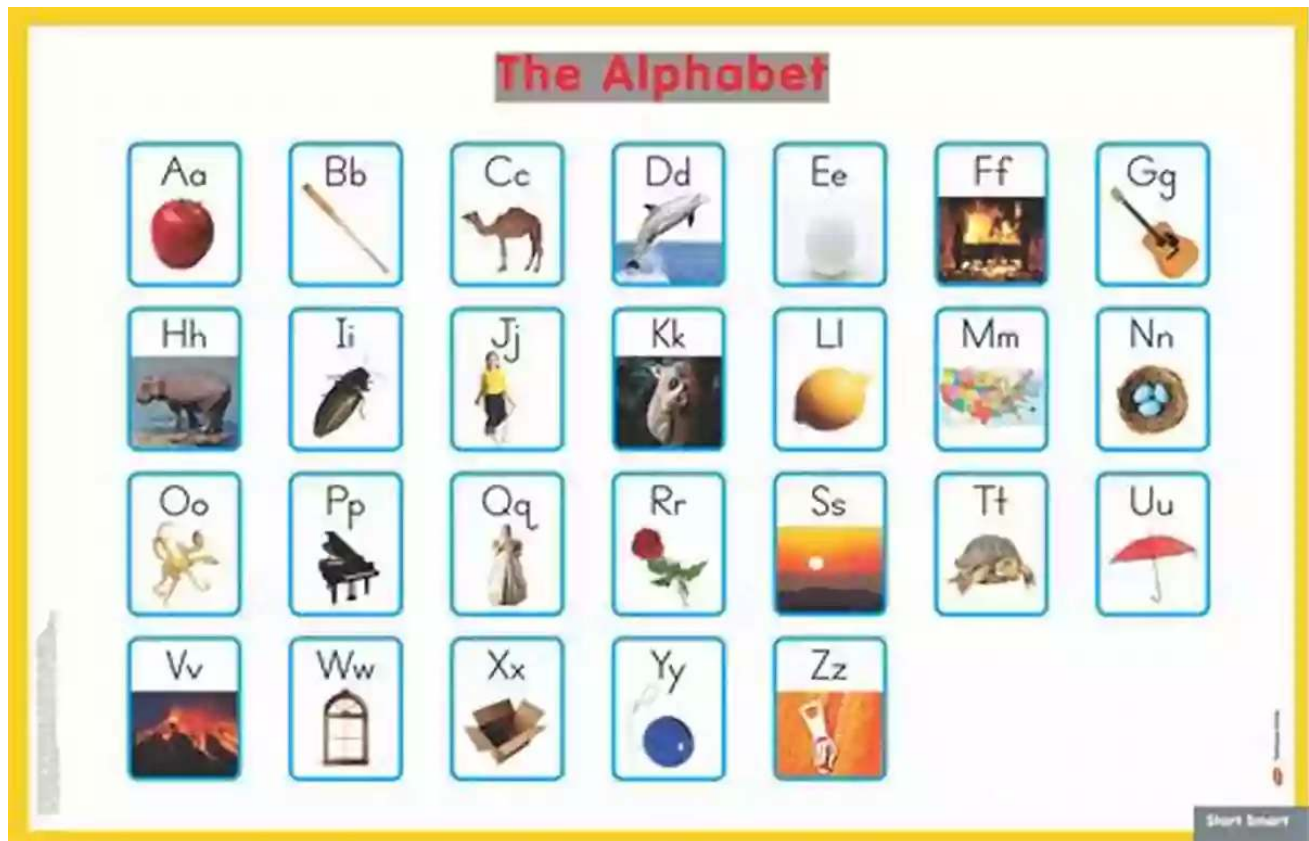 The Alphabet
Aa Bb Cc Dd Ee Ff Gg
Hh Ii Jj Kk Ll Mm Nn
Oo Pp Qq Rr Ss Tt Uu
Vv Ww Xx Yy Zz
Start Smart